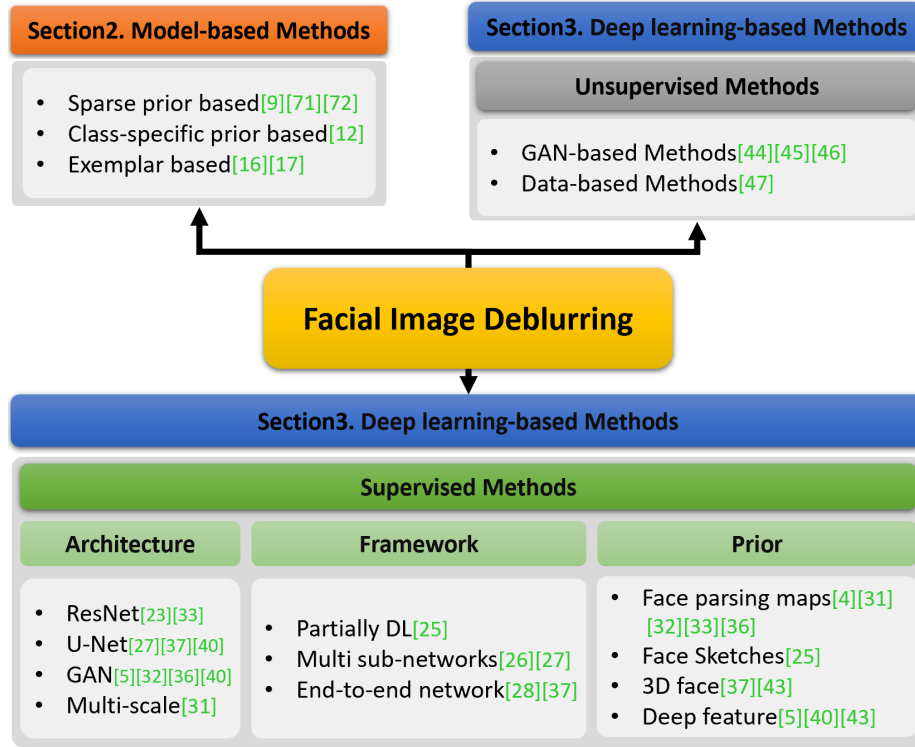 Section2. Model-based Methods
• Sparse prior based[9][71][72]
• Class-specific prior based[12]
• Exemplar based[16][17]
Section3. Deep learning-based Methods
Unsupervised Methods
• GAN-based Methods[44][45][46]
• Data-based Methods[47]
Facial Image Deblurring
Section3. Deep learning-based Methods
Supervised Methods
Architecture
• ResNet[23][33]
• U-Net[27][37][40]
• GAN[5][32][36][40]
• Multi-scale[31]
Framework
• Partially DL[25]
• Multi sub-networks[26][27]
• End-to-end network[28][37]
Prior
• Face parsing maps[4][31]
[32][33][36]
• Face Sketches[25]
• 3D face[37][43]
• Deep feature[5][40][43]